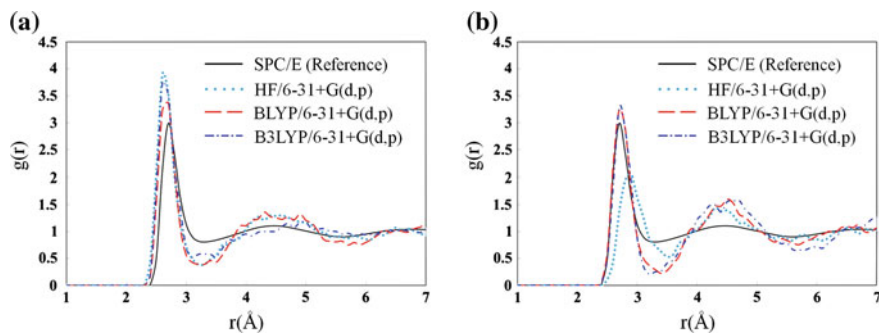 (a)
4.5
4
3.5
3
2.5
2
1.5
1
0.5
0
g(r)
SPC/E (Reference)
HF/6-31+G(d,p)
BLYP/6-31+G(d,p)
B3LYP/6-31+G(d,p)
1 2 3 4 5 6 7
r(Å)
(b)
4.5
4
3.5
3
2.5
2
1.5
1
0.5
0
g(r)
SPC/E (Reference)
HF/6-31+G(d,p)
BLYP/6-31+G(d,p)
B3LYP/6-31+G(d,p)
1 2 3 4 5 6 7
r(Å)